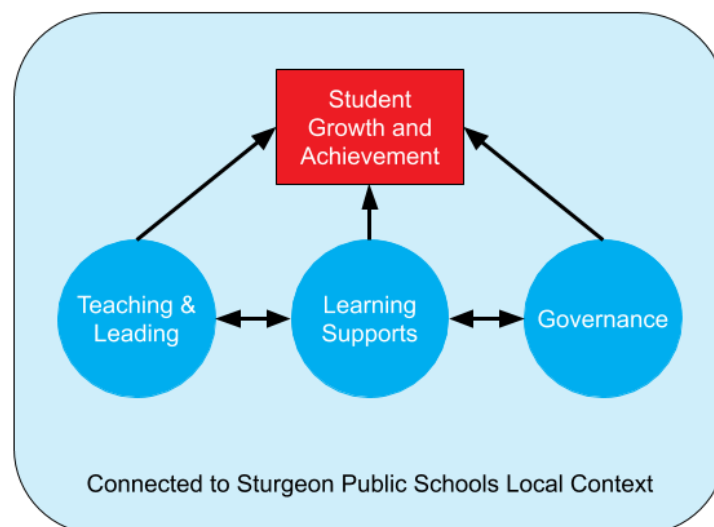 Student
Growth and
Achievement
Teaching &
Leading
Learning
Supports
Governance
Connected to Sturgeon Public Schools Local Context